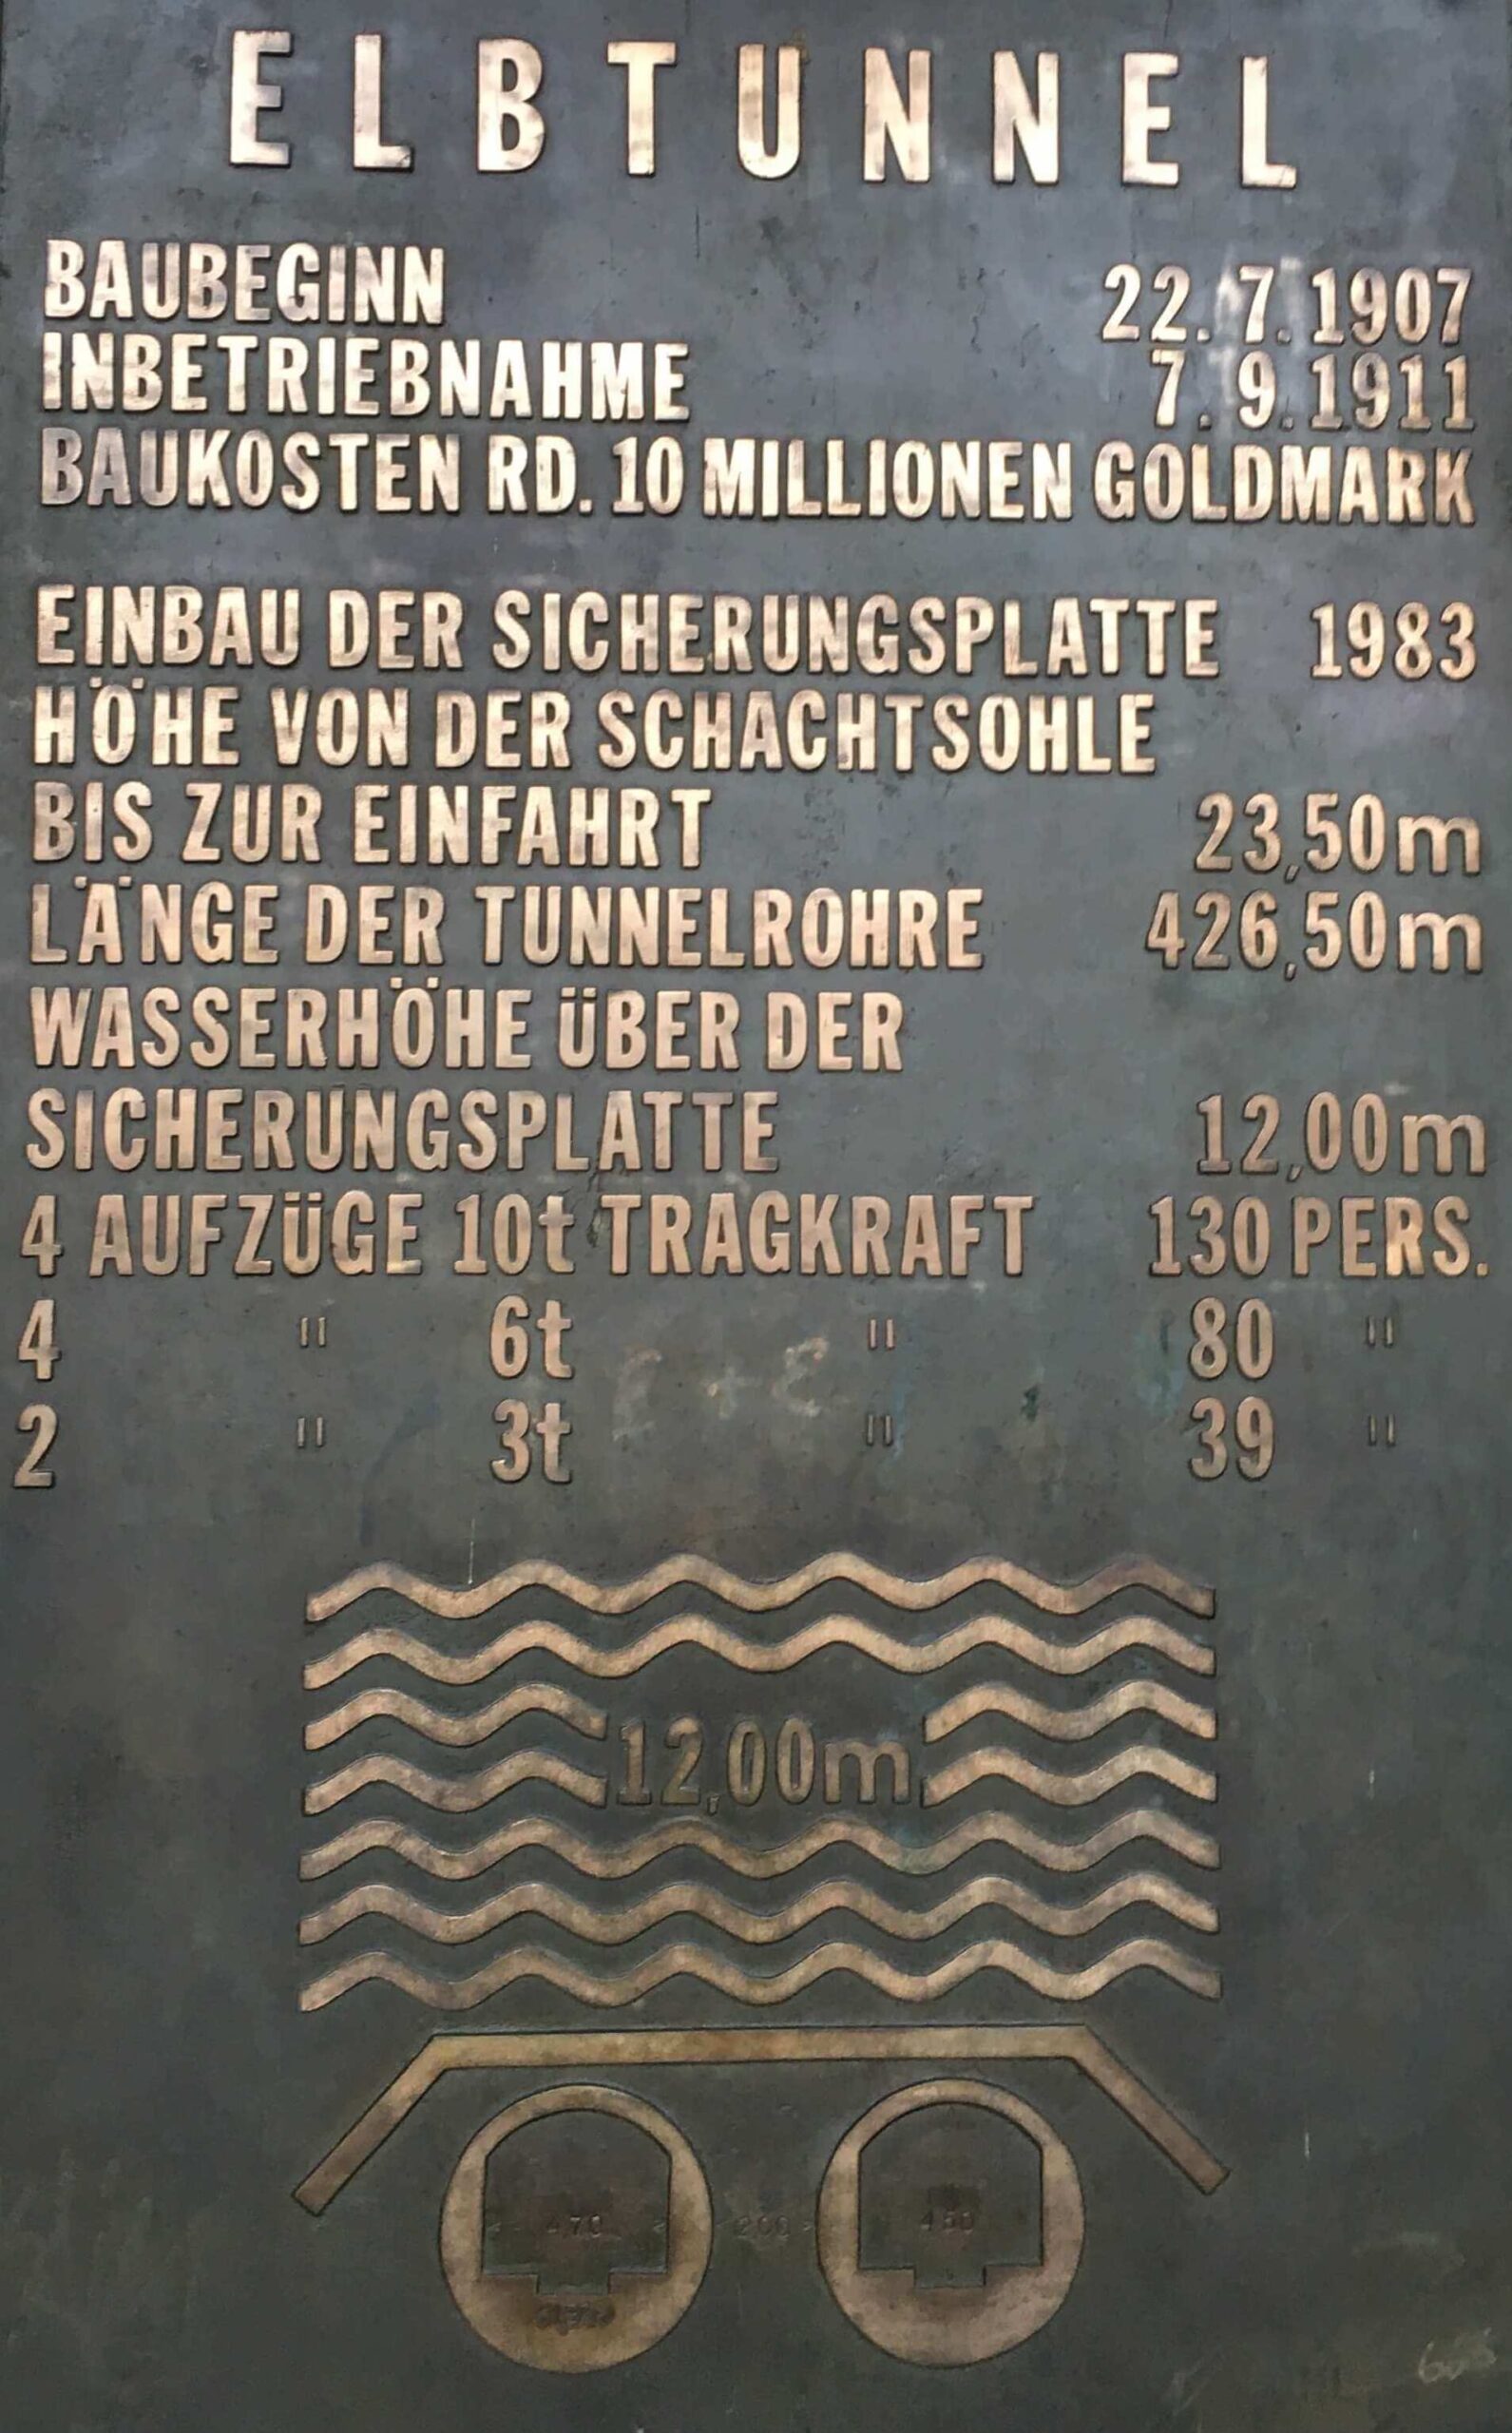 ELBTUNNEL
BAUBEGINN 22.7.1907
INBETRIEBNAHME 7.9.1911
BAUKOSTEN RD. 10 MILLIONEN GOLDMARK
EINBAU DER SICHERUNGSPLATTE 1983
HÖHE VON DER SCHACHTSOHLE
BIS ZUR EINFAHRT 23,50m
LÄNGE DER TUNNELROHRE 426,50m
WASSERHÖHE ÜBER DER
SICHERUNGSPLATTE 12,00m
4 AUFZÜGE 10t TRAGKRAFT 130 PERS.
4 " 6t " 80 "
2 " 3t " 39 "
12,00m